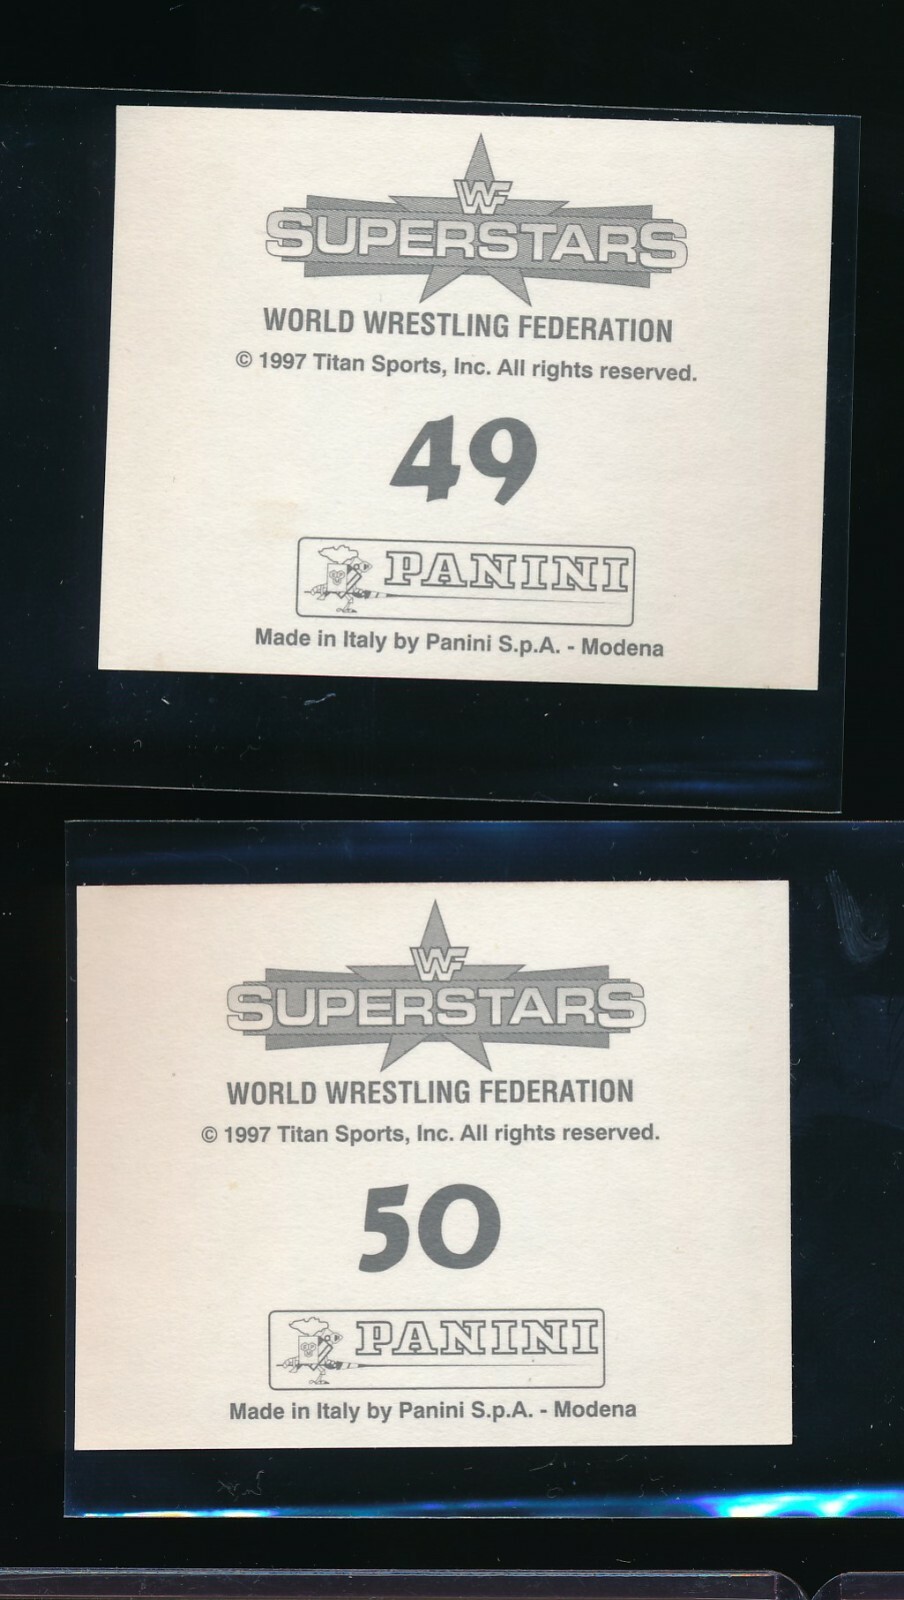 WF
SUPERSTARS
WORLD WRESTLING FEDERATION
© 1997 Titan Sports, Inc. All rights reserved.
49
PANINI
Made in Italy by Panini S.p.A. - Modena
WF
SUPERSTARS
WORLD WRESTLING FEDERATION
© 1997 Titan Sports, Inc. All rights reserved.
50
PANINI
Made in Italy by Panini S.p.A. - Modena